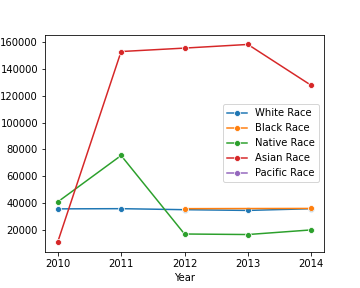 160000
140000
120000
100000
80000
60000
40000
20000
White Race
Black Race
Native Race
Asian Race
Pacific Race
2010 2011 2012 2013 2014
Year